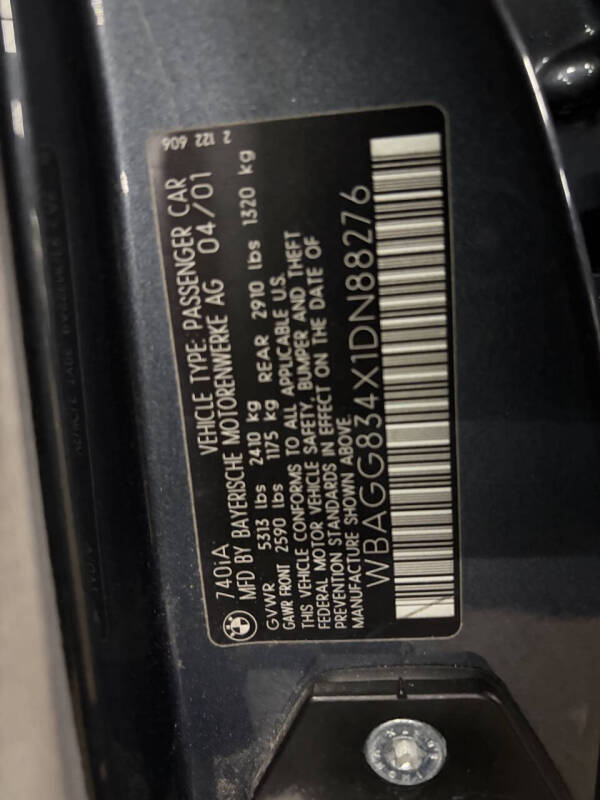 2 122 606
740iA VEHICLE TYPE: PASSENGER CAR
MFD BY BAYERISCHE MOTORENWERKE AG 04/01
GVWR 5313 lbs 2410 kg
GAWR FRONT 2590 lbs 1175 kg REAR 2910 lbs 1320 kg
THIS VEHICLE CONFORMS TO ALL APPLICABLE U.S.
FEDERAL MOTOR VEHICLE SAFETY, BUMPER AND THEFT
PREVENTION STANDARDS IN EFFECT ON THE DATE OF
MANUFACTURE SHOWN ABOVE.
WBAGG834X1DN88276